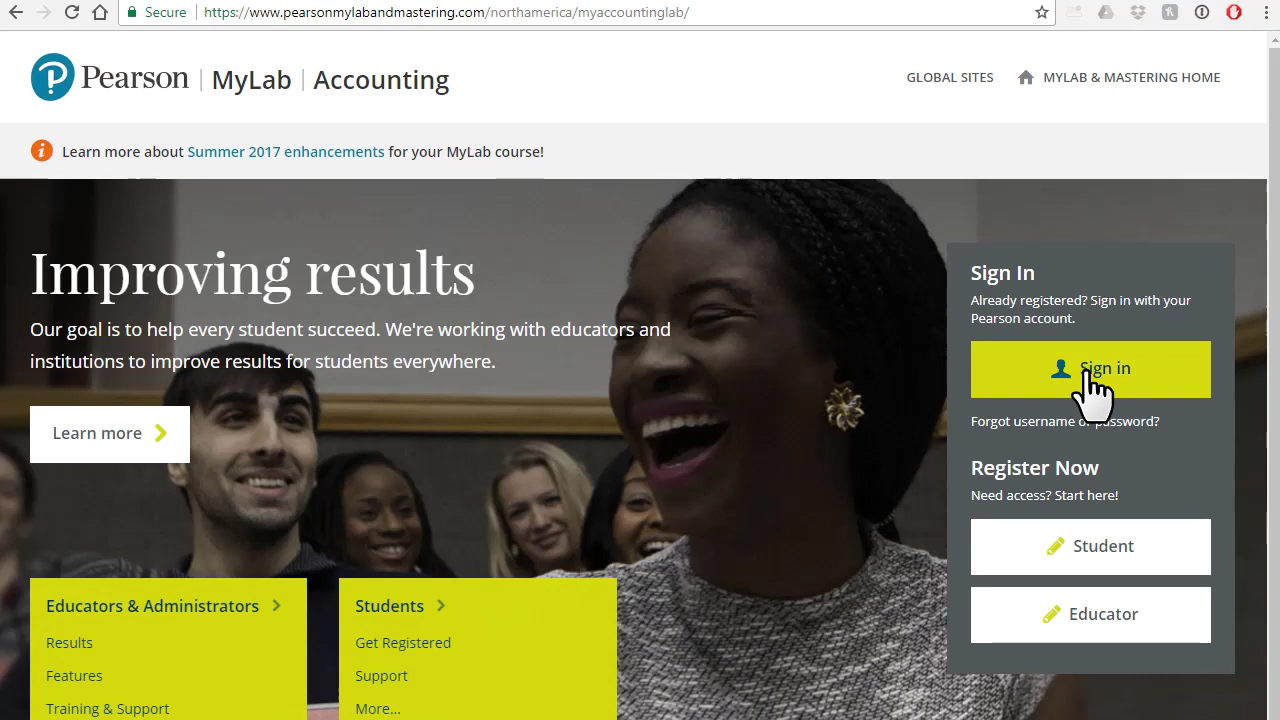 Secure https://www.pearsonmylabandmastering.com/northamerica/myaccountinglab/
Pearson MyLab Accounting
GLOBAL SITES MYLAB & MASTERING HOME
i Learn more about Summer 2017 enhancements for your MyLab course!
Improving results
Our goal is to help every student succeed. We're working with educators and
institutions to improve results for students everywhere.
Learn more
Sign In
Already registered? Sign in with your
Pearson account.
Sign in
Forgot username or password?
Register Now
Need access? Start here!
Student
Educator
Educators & Administrators
Results
Features
Training & Support
Students
Get Registered
Support
More...